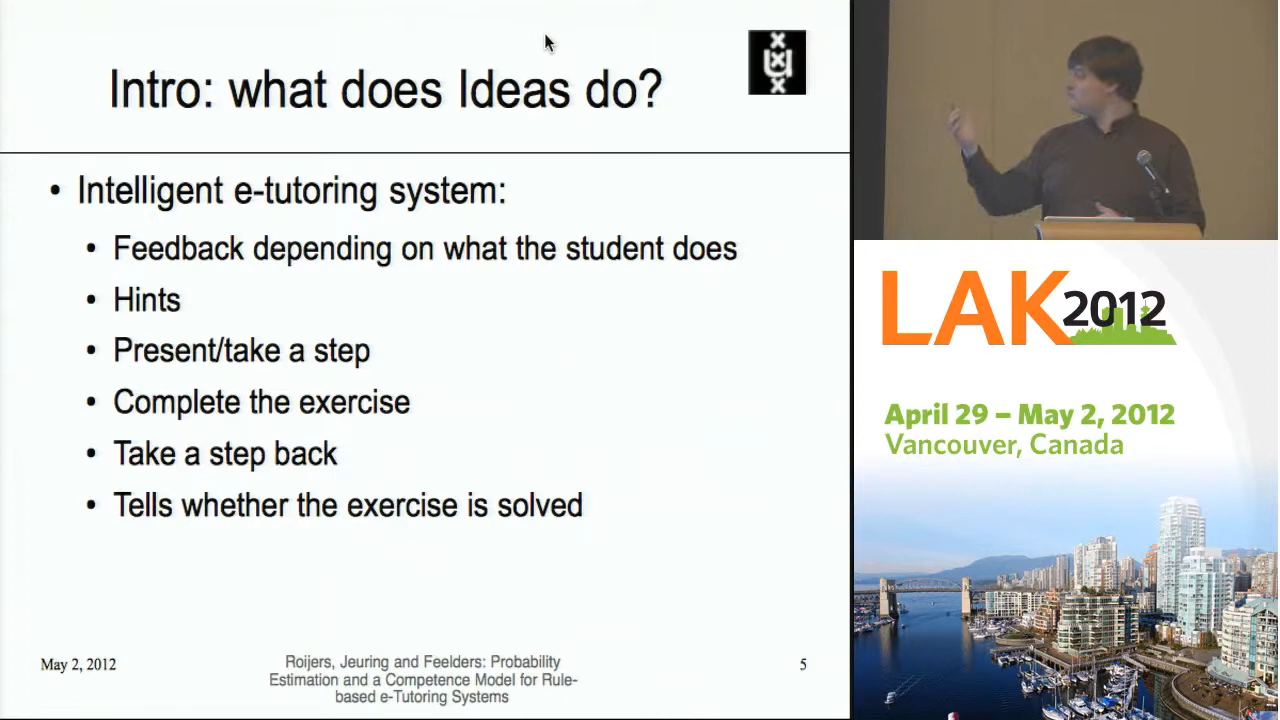 Intro: what does Ideas do?
x
u
x
x
• Intelligent e-tutoring system:
• Feedback depending on what the student does
• Hints
• Present/take a step
• Complete the exercise
• Take a step back
• Tells whether the exercise is solved
May 2, 2012
Roijers, Jeuring and Feelders: Probability
Estimation and a Competence Model for Rule-
based e-Tutoring Systems
5
LAK2012
April 29 – May 2, 2012
Vancouver, Canada